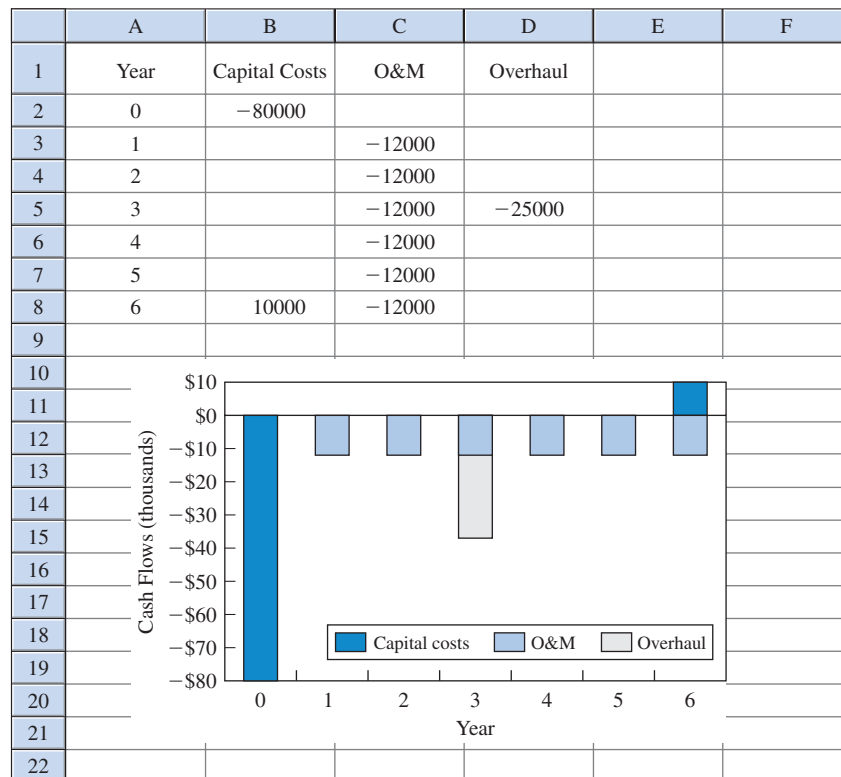 A B C D E F
1 Year Capital Costs O&M Overhaul
2 0 −80000
3 1 −12000
4 2 −12000
5 3 −12000 −25000
6 4 −12000
7 5 −12000
8 6 10000 −12000
9
10
11
12
13
14
15
16
17
18
19
20
21
22
Cash Flows (thousands)
$10
$0
−$10
−$20
−$30
−$40
−$50
−$60
−$70
−$80
Capital costs O&M Overhaul
0 1 2 3 4 5 6
Year